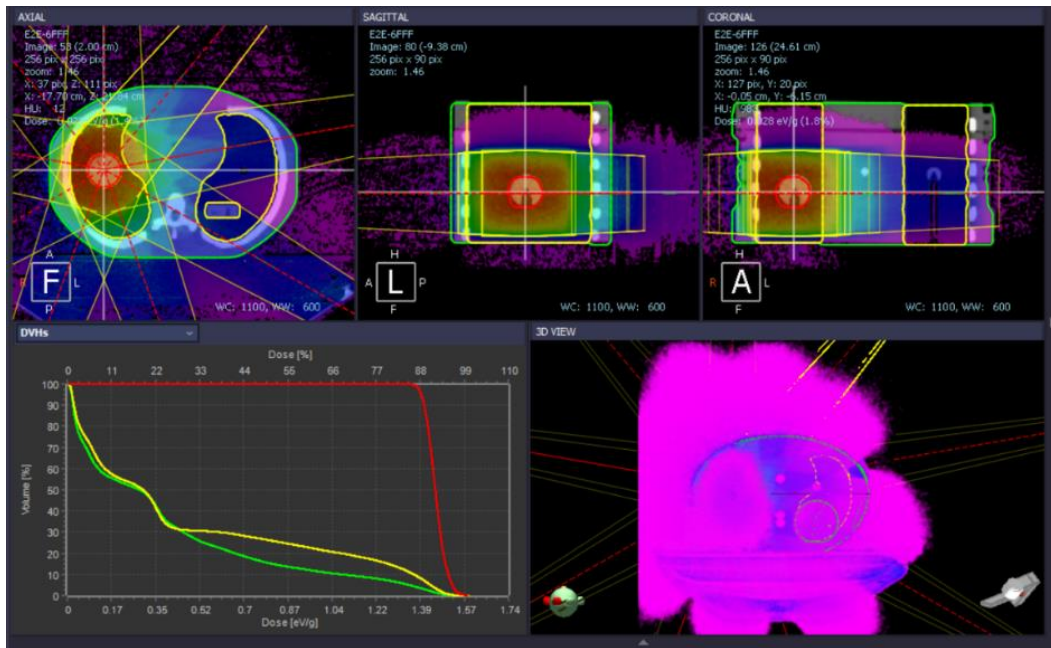 AXIAL
E2E-6FFF
Image: 53 (2.00 cm)
256 pix x 256 pix
zoom: 1.46
X: 37 pix, Z: 111 pix
X: -17.70 cm, Z:
HU:
Dose:
A
R F L
P
WC: 1100, WW: 600
SAGITTAL
E2E-6FFF
Image: 80 (-9.38 cm)
256 pix x 90 pix
zoom: 1.46
H
A L P
F
WC: 1100, WW: 600
CORONAL
E2E-6FFF
Image: 126 (24.61 cm)
256 pix x 90 pix
zoom: 1.46
X: 127 pix, Y: 20 pix
X: -0.05 cm, Y: -6.15 cm
HU:
Dose: 0.028 eV/g (1.8%)
H
R A L
F
WC: 1100, WW: 600
DVHs
Dose [%]
0 11 22 33 44 55 66 77 88 99 110
Volume [%]
100
90
80
70
60
50
40
30
20
10
0
0 0.17 0.35 0.52 0.7 0.87 1.04 1.22 1.39 1.57 1.74
Dose [eV/g]
3D VIEW